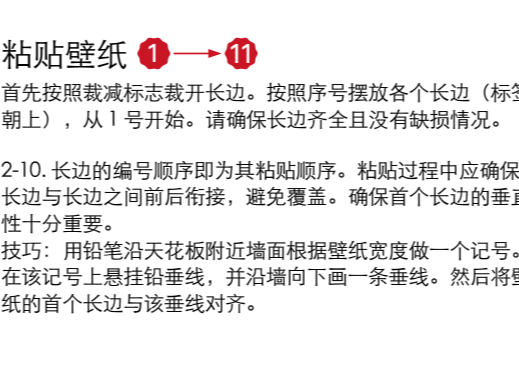 粘贴壁纸 1 11
首先按照裁减标志裁开长边。按照序号摆放各个长边（标
朝上），从 1 号开始。请确保长边齐全且没有缺损情况。
2-10. 长边的编号顺序即为其粘贴顺序。粘贴过程中应确保
长边与长边之间前后衔接，避免覆盖。确保首个长边的垂直
性十分重要。
技巧：用铅笔沿天花板附近墙面根据壁纸宽度做一个记号。
在该记号上悬挂铅垂线，并沿墙向下画一条垂线。然后将壁
纸的首个长边与该垂线对齐。